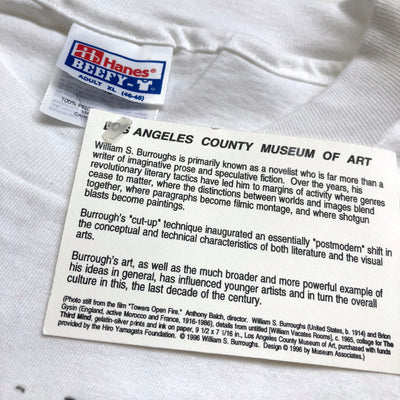 Hanes
BEEFY-T
ADULT XL (46-48)
100%
LOS ANGELES COUNTY MUSEUM OF ART
William S. Burroughs is primarily known as a novelist who is far more than a
writer of imaginative prose and speculative fiction. Over the years, his
revolutionary literary tactics have led him to margins of activity where genres
cease to matter, where the distinctions between worlds and images blend
together, where paragraphs become filmic montage, and where shotgun
blasts become paintings.
Burrough's "cut-up" technique inaugurated an essentially "postmodern" shift in
the conceptual and technical characteristics of both literature and the visual
arts.
Burrough's art, as well as the much broader and more powerful example of
his ideas in general, has influenced younger artists and in turn the overall
culture in this, the last decade of the century.
(Photo still from the film "Towers Open Fire," Anthony Balch, director. William S. Burroughs (United States, b. 1914) and Brion
Gysin (England, active Morocco and France, 1916-1986), details from untitled [William Vacates Rooms], c. 1965, collage for The
Third Mind, gelatin-silver prints and ink on paper, 9 1/2 x 7 1/16 in., Los Angeles County Museum of Art, purchased with funds
provided by the Hiro Yamagata Foundation. © 1996 William S. Burroughs. Design © 1996 by Museum Associates.)